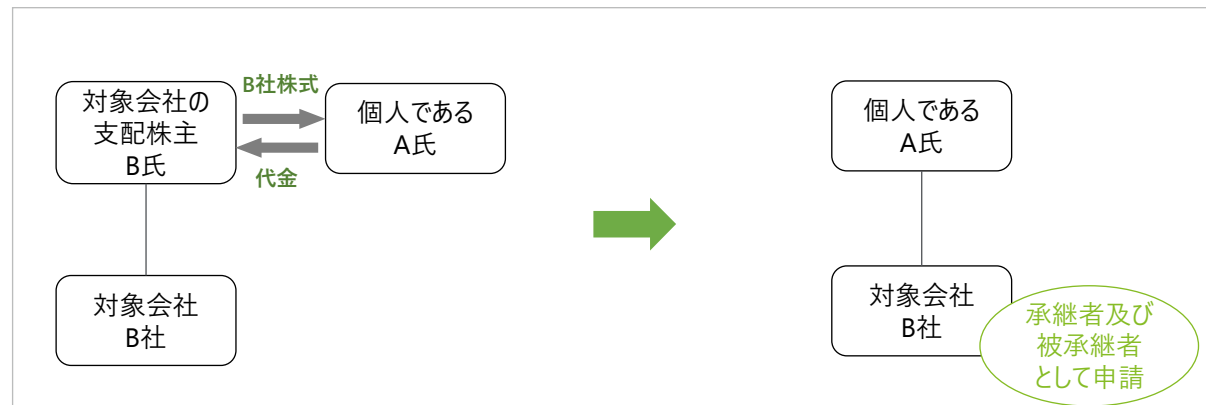 対象会社の
支配株主
B氏
B社株式
代金
個人である
A氏
対象会社
B社
個人である
A氏
対象会社
B社
承継者及び
被承継者
として申請